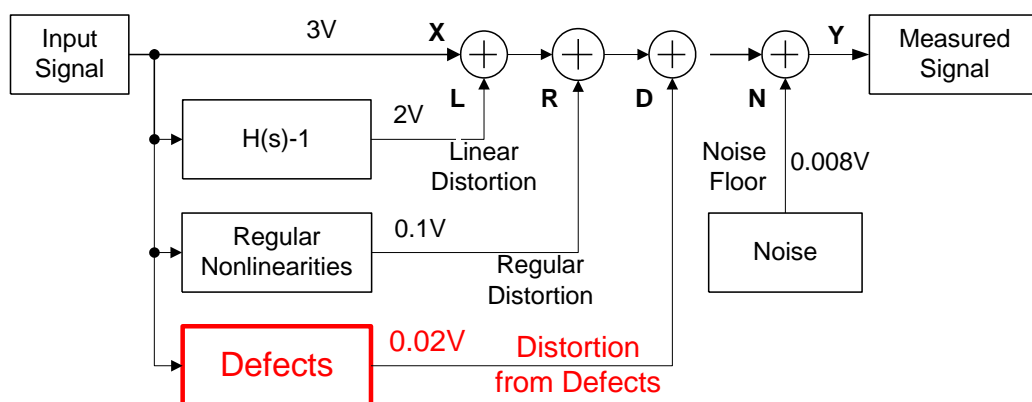 Input
Signal
3V
X
Y
Measured
Signal
L
R
D
N
H(s)-1
2V
Linear
Distortion
Noise
Floor
0.008V
Regular
Nonlinearities
0.1V
Regular
Distortion
Noise
Defects
0.02V
Distortion
from Defects